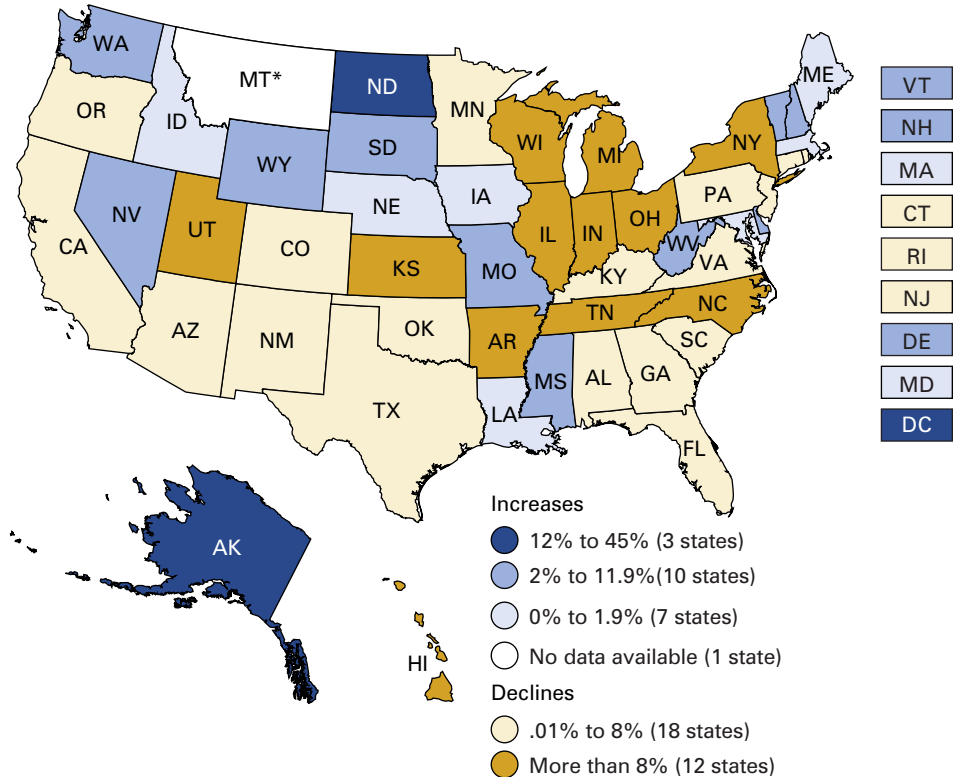 WA
MT*
ND
MN
ME
OR
ID
SD
WI
MI
NY
WY
NE
IA
PA
NV
UT
CO
IL
IN
OH
WV
VA
CA
KS
MO
KY
AZ
NM
OK
AR
TN
NC
SC
TX
MS
AL
GA
LA
FL
AK
HI
VT
NH
MA
CT
RI
NJ
DE
MD
DC
Increases
12% to 45% (3 states)
2% to 11.9%(10 states)
0% to 1.9% (7 states)
No data available (1 state)
Declines
.01% to 8% (18 states)
More than 8% (12 states)